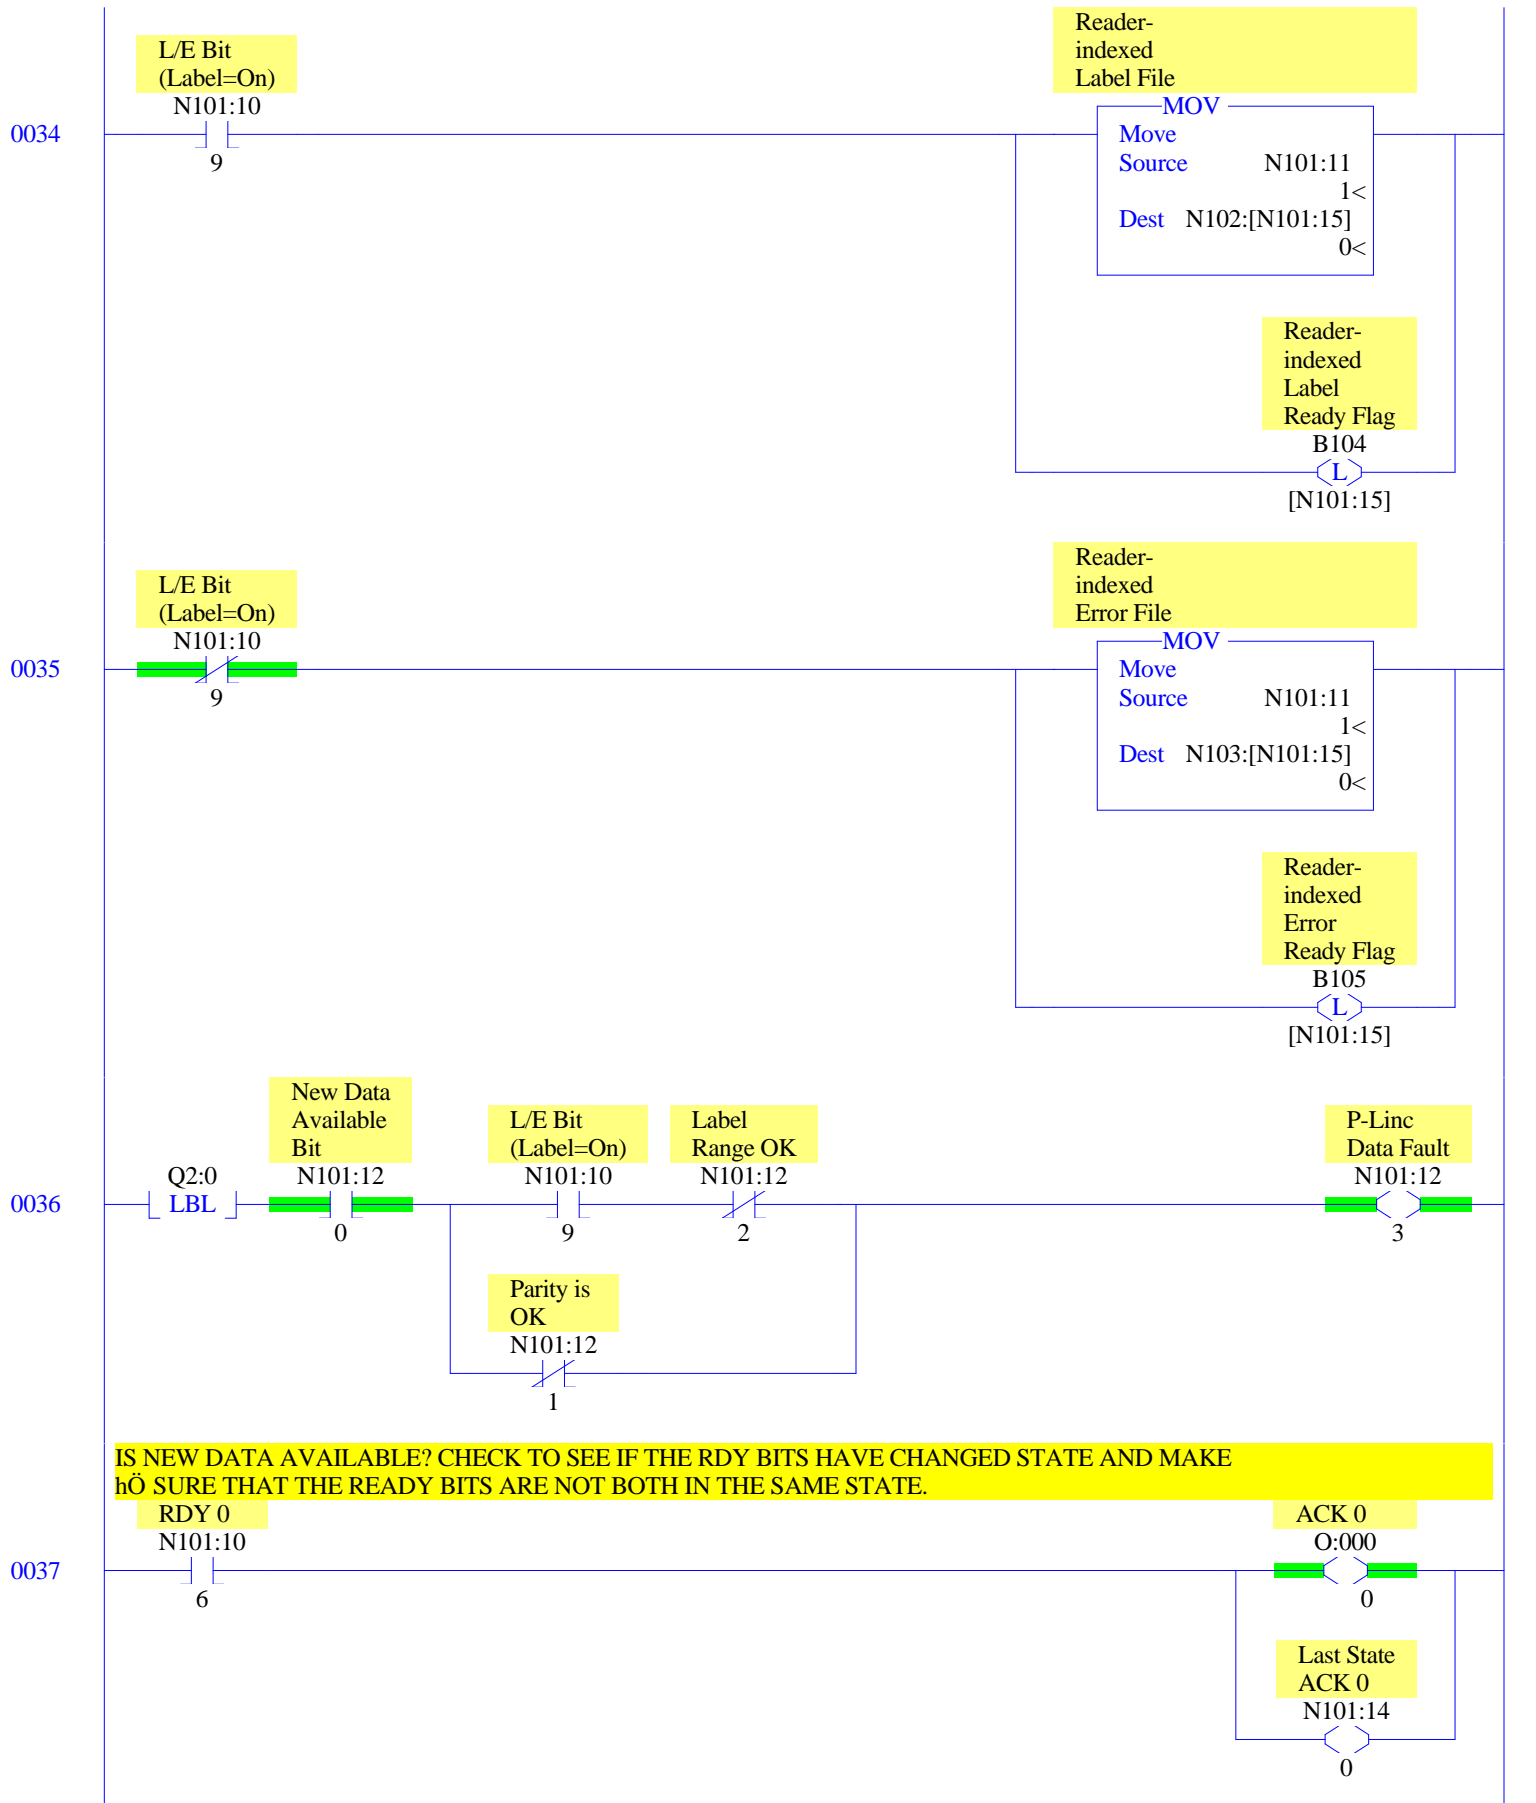 Reader-
indexed
Label File
L/E Bit
(Label=On)
N101:10
9
0034
MOV
Move
Source N101:11
1<
Dest N102:[N101:15]
0<
Reader-
indexed
Label
Ready Flag
B104
L
[N101:15]
Reader-
indexed
Error File
L/E Bit
(Label=On)
N101:10
9
0035
MOV
Move
Source N101:11
1<
Dest N103:[N101:15]
0<
Reader-
indexed
Error
Ready Flag
B105
L
[N101:15]
0036
Q2:0
LBL
New Data
Available
Bit
N101:12
0
L/E Bit
(Label=On)
N101:10
9
Label
Range OK
N101:12
2
P-Linc
Data Fault
N101:12
3
Parity is
OK
N101:12
1
IS NEW DATA AVAILABLE? CHECK TO SEE IF THE RDY BITS HAVE CHANGED STATE AND MAKE
hÖ SURE THAT THE READY BITS ARE NOT BOTH IN THE SAME STATE.
0037
RDY 0
N101:10
6
ACK 0
O:000
0
Last State
ACK 0
N101:14
0